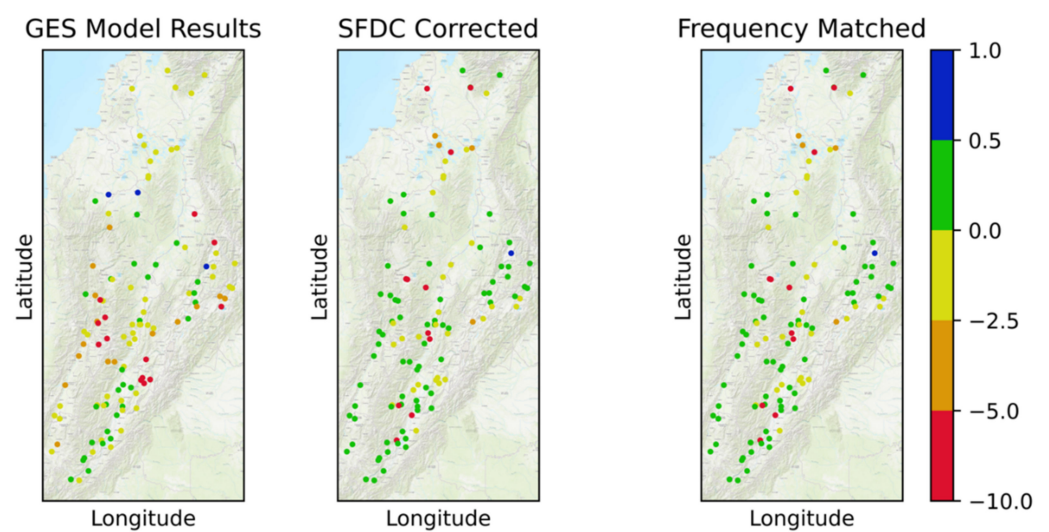 GES Model Results
SFDC Corrected
Frequency Matched
Latitude
Longitude
Latitude
Longitude
Latitude
Longitude
1.0
0.5
0.0
−2.5
−5.0
−10.0